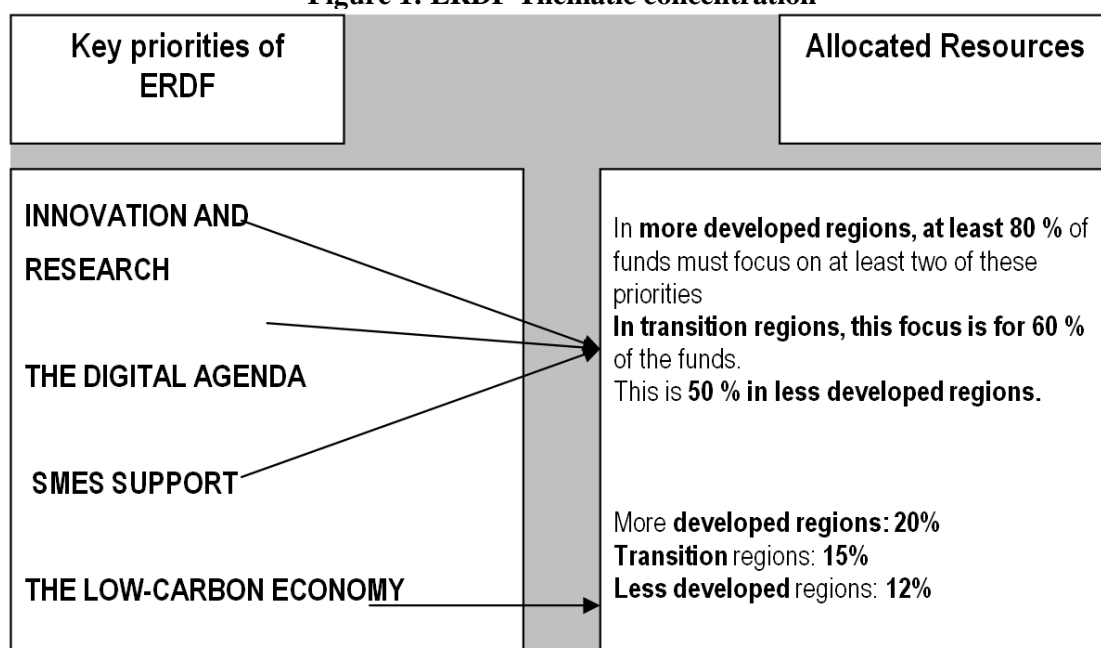 Figure 1: ERDF Thematic concentration
Key priorities of
ERDF
Allocated Resources
INNOVATION AND
RESEARCH
THE DIGITAL AGENDA
SMES SUPPORT
THE LOW-CARBON ECONOMY
In more developed regions, at least 80 % of
funds must focus on at least two of these
priorities
In transition regions, this focus is for 60 %
of the funds.
This is 50 % in less developed regions.
More developed regions: 20%
Transition regions: 15%
Less developed regions: 12%